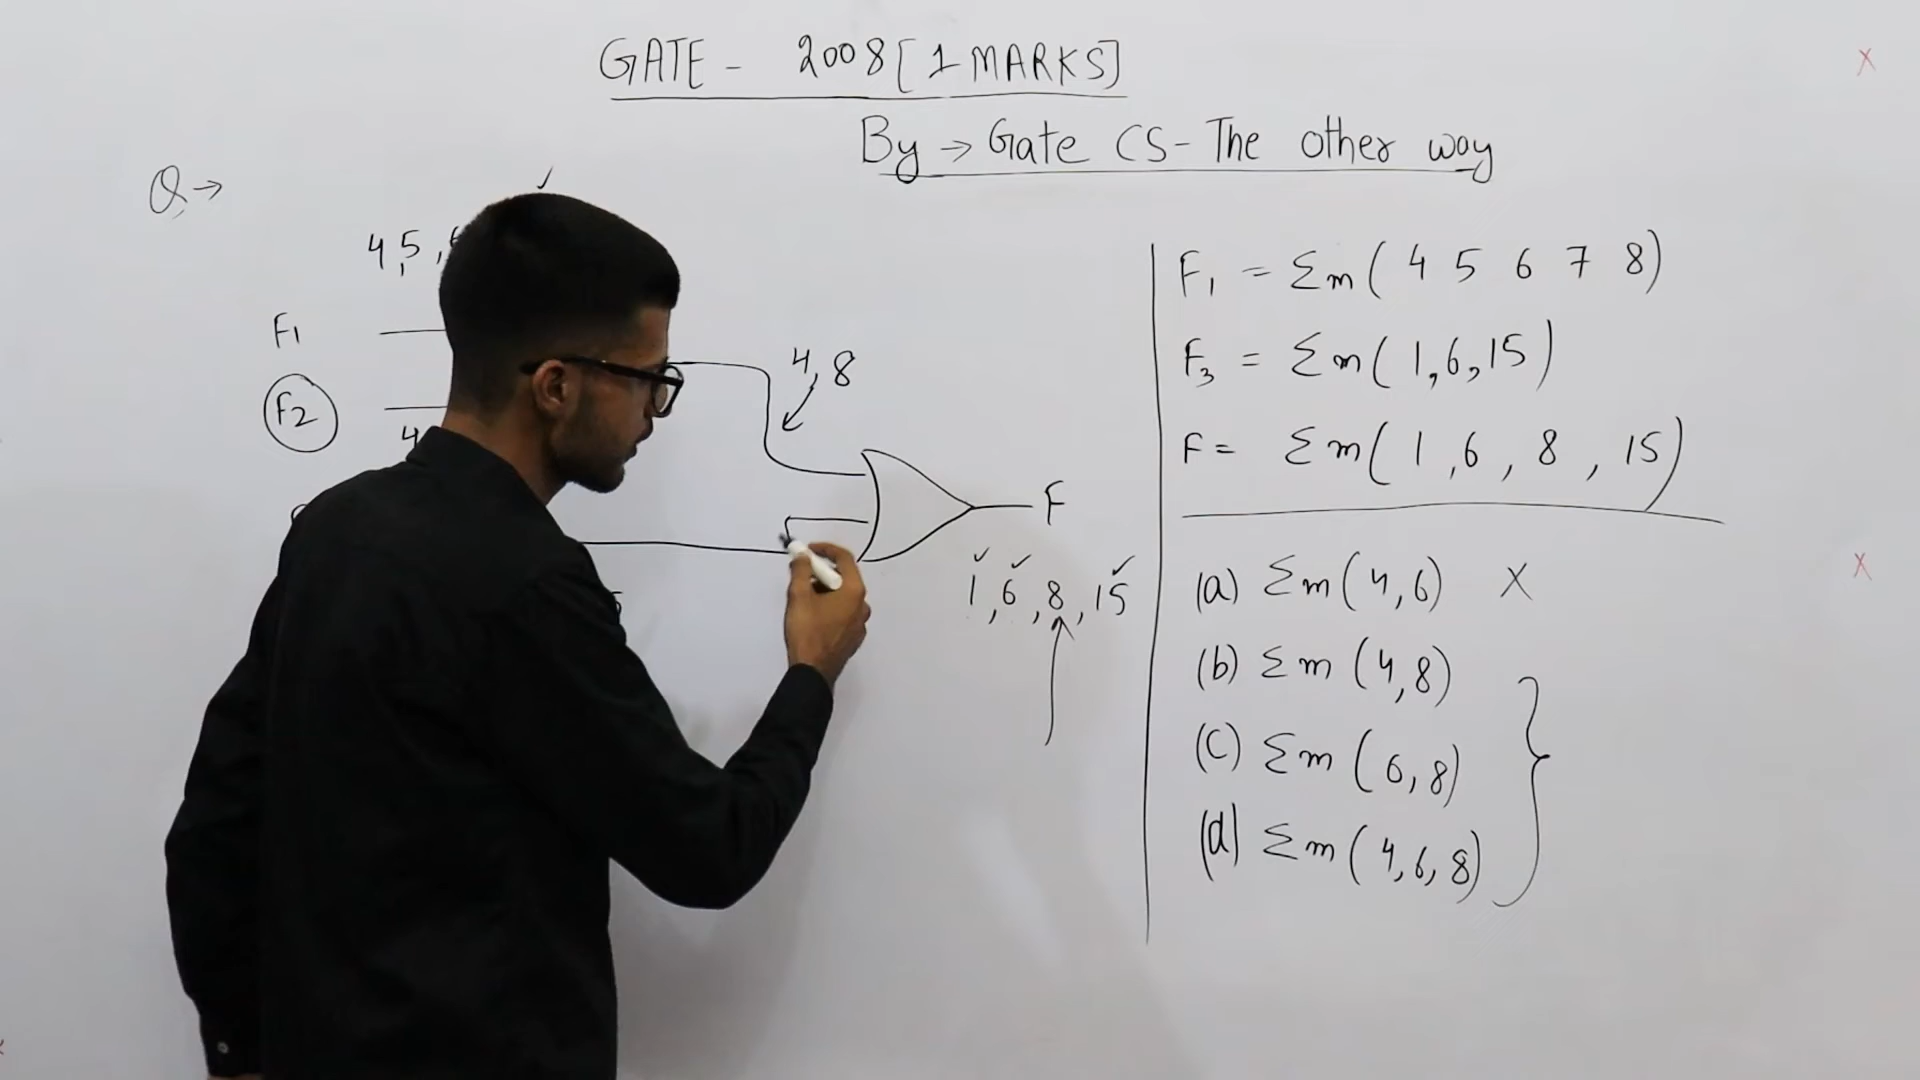 GATE - 2008 [1 MARKS]
By → Gate CS - The other way
Q →
4,5,
F1
F2
4
4,8
F
1,6,8,15
F1 = Σm( 4 5 6 7 8)
F3 = Σm( 1,6,15)
F = Σm( 1,6,8,15)
(a) Σm(4,6) X
(b) Σm (4,8)
(c) Σm (6,8)
(d) Σm (4,6,8)